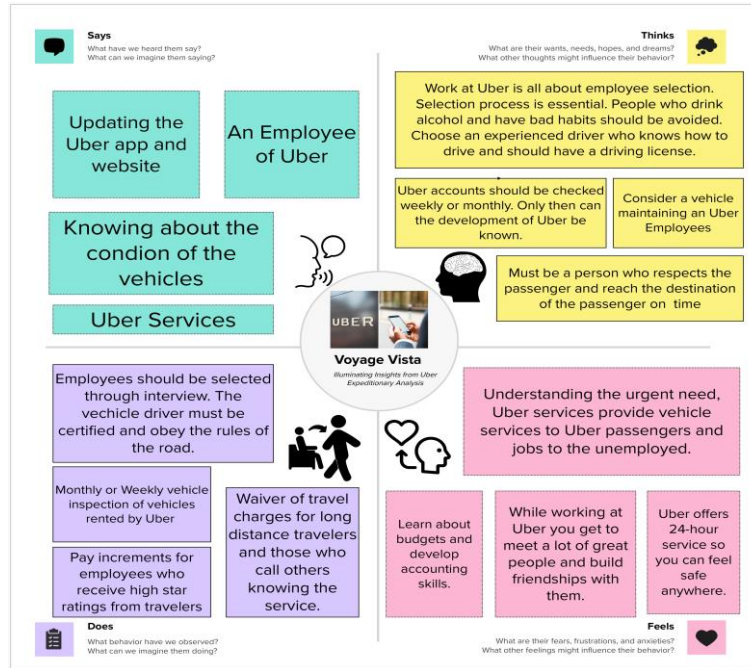 Says
What have we heard them say?
What can we imagine them saying?
Updating the
Uber app and
website
An Employee
of Uber
Knowing about the
condion of the
vehicles
Uber Services
Thinks
What are their wants, needs, hopes, and dreams?
What other thoughts might influence their behavior?
Work at Uber is all about employee selection.
Selection process is essential. People who drink
alcohol and have bad habits should be avoided.
Choose an experienced driver who knows how to
drive and should have a driving license.
Uber accounts should be checked
weekly or monthly. Only then can
the development of Uber be
known.
Consider a vehicle
maintaining an Uber
Employees
Must be a person who respects the
passenger and reach the destination
of the passenger on time
UBER
Voyage Vista
Illuminating Insights from Uber
Expeditionary Analysis
Employees should be selected
through interview. The
vechicle driver must be
certified and obey the rules of
the road.
Monthly or Weekly vehicle
inspection of vehicles
rented by Uber
Pay increments for
employees who
receive high star
ratings from travelers
Waiver of travel
charges for long
distance travelers
and those who
call others
knowing the
service.
Does
What behavior have we observed?
What can we imagine them doing?
Understanding the urgent need,
Uber services provide vehicle
services to Uber passengers and
jobs to the unemployed.
Learn about
budgets and
develop
accounting
skills.
While working at
Uber you get to
meet a lot of great
people and build
friendships with
them.
Uber offers
24-hour
service so
you can feel
safe
anywhere.
Feels
What are their fears, frustrations, and anxieties?
What other feelings might influence their behavior?